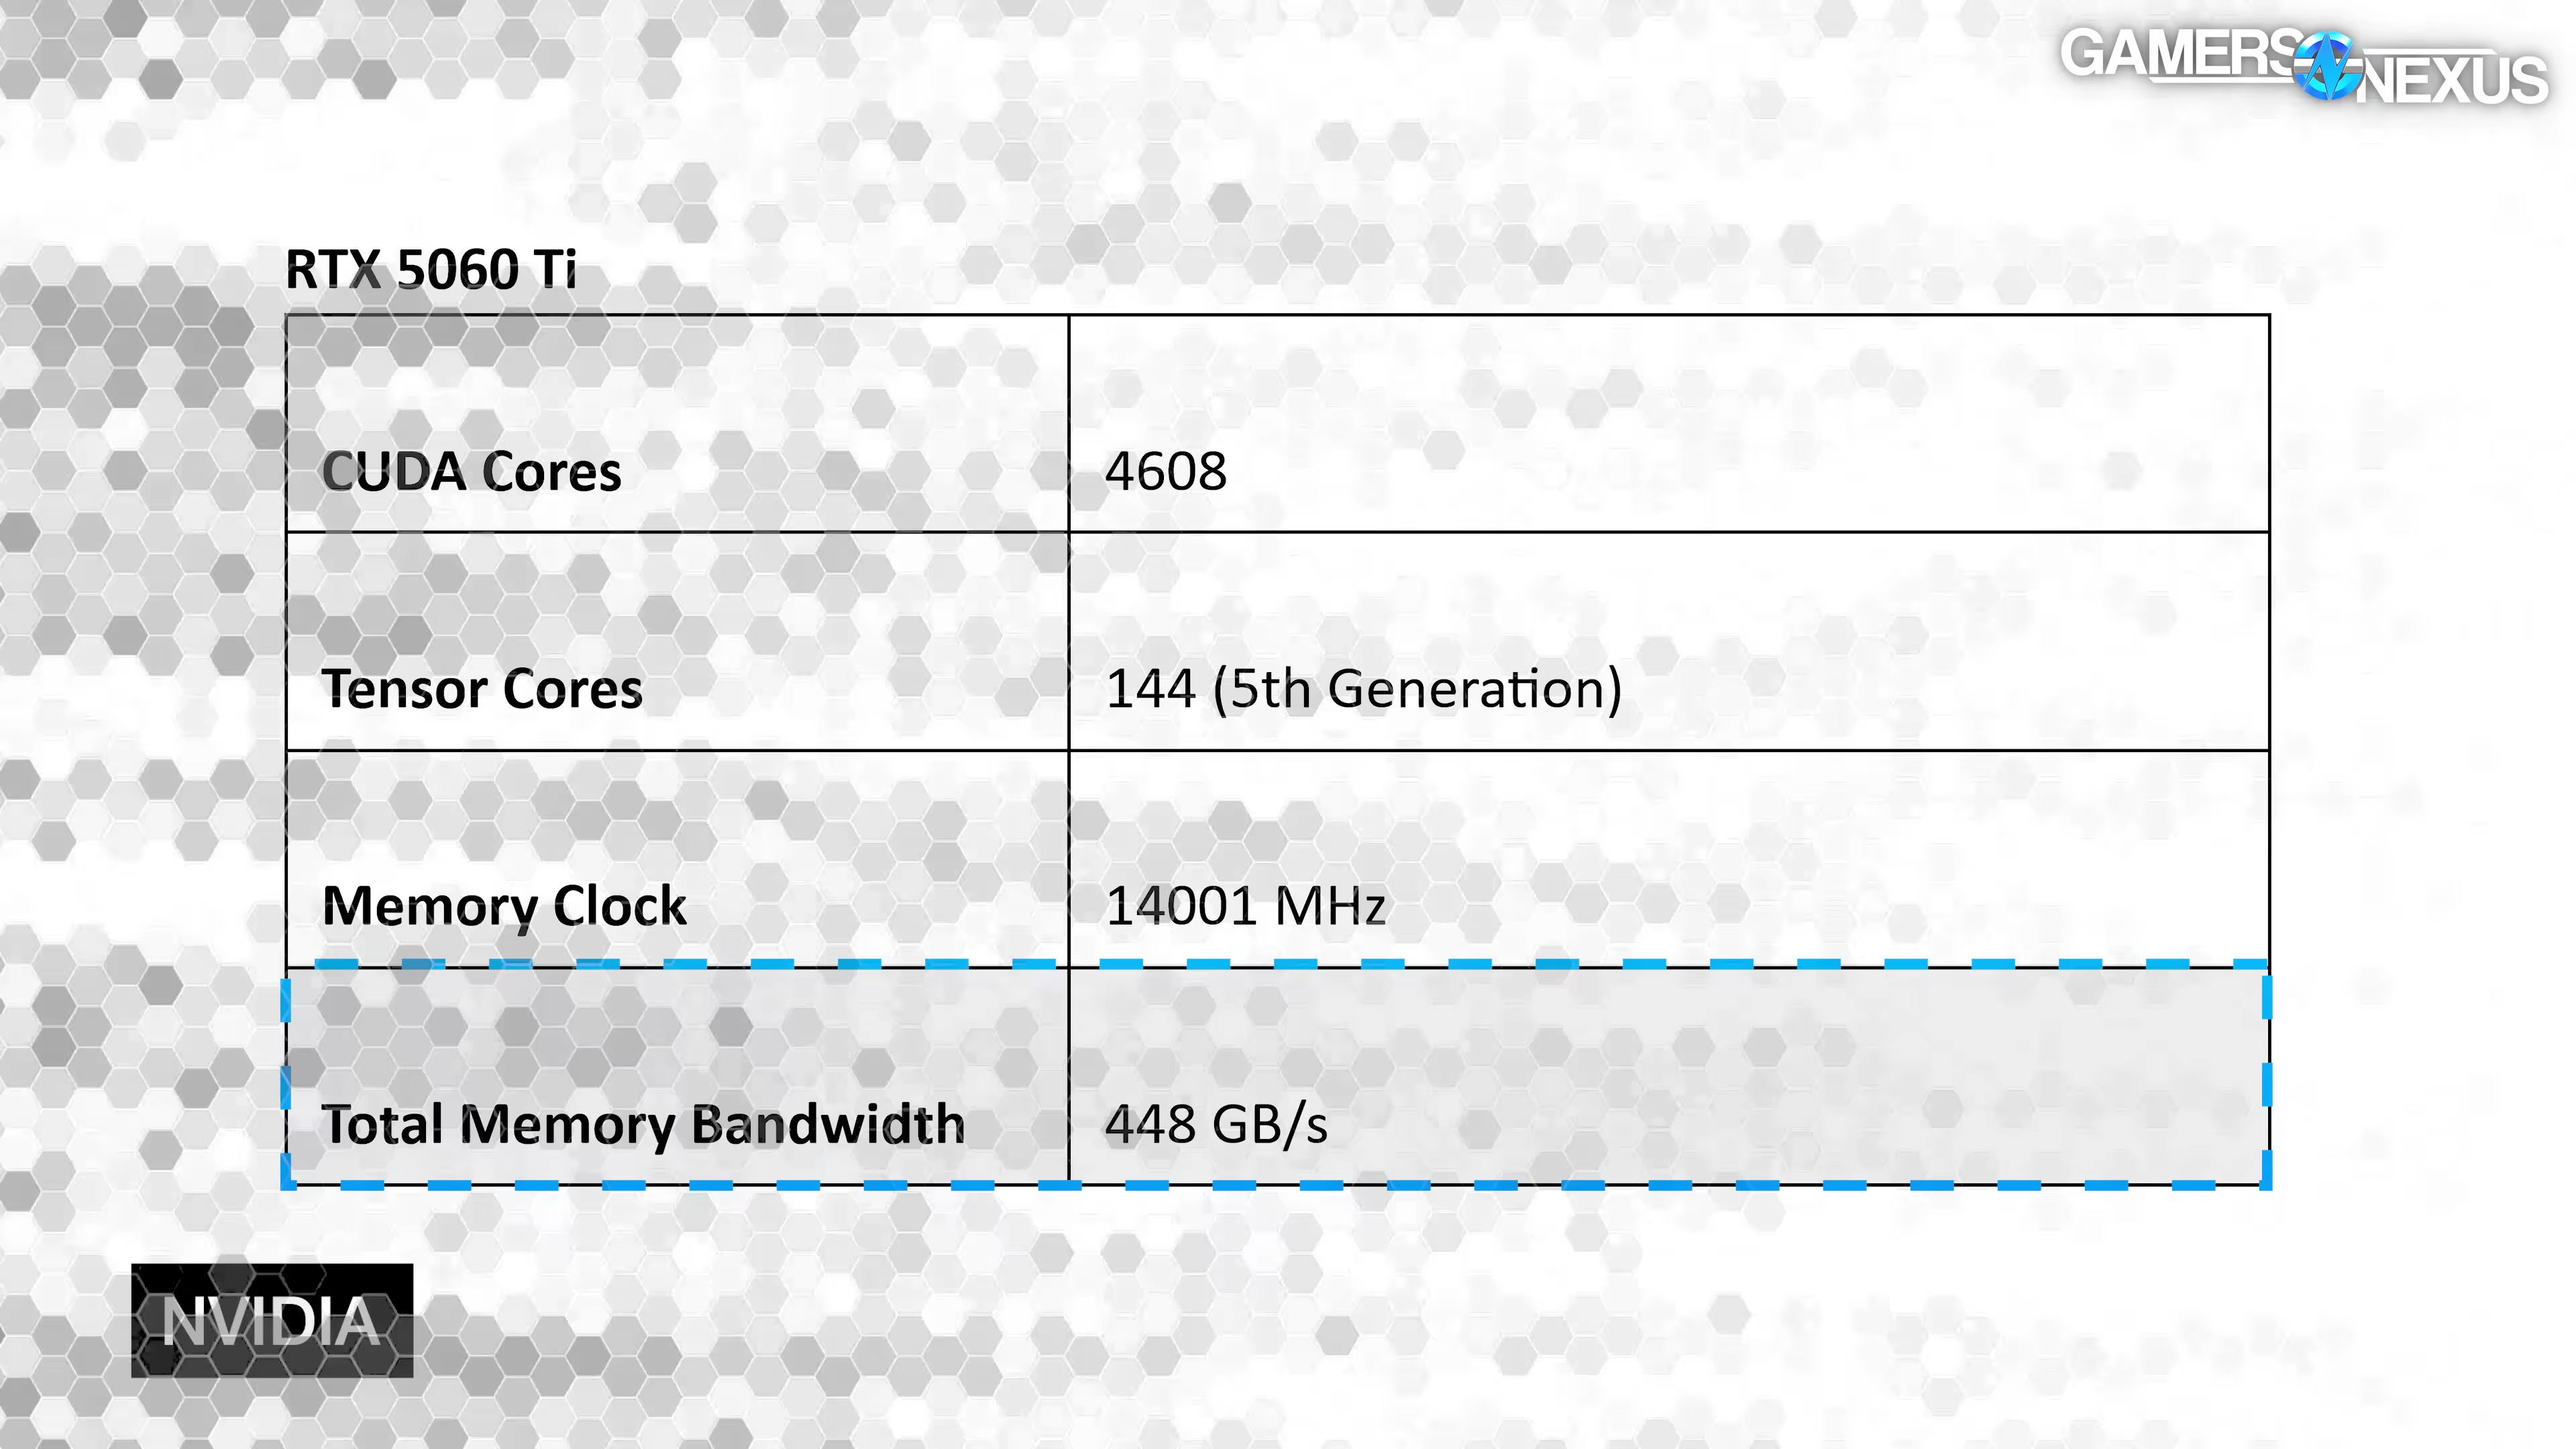 GAMERS NEXUS
RTX 5060 Ti
CUDA Cores 4608
Tensor Cores 144 (5th Generation)
Memory Clock 14001 MHz
Total Memory Bandwidth 448 GB/s
NVIDIA